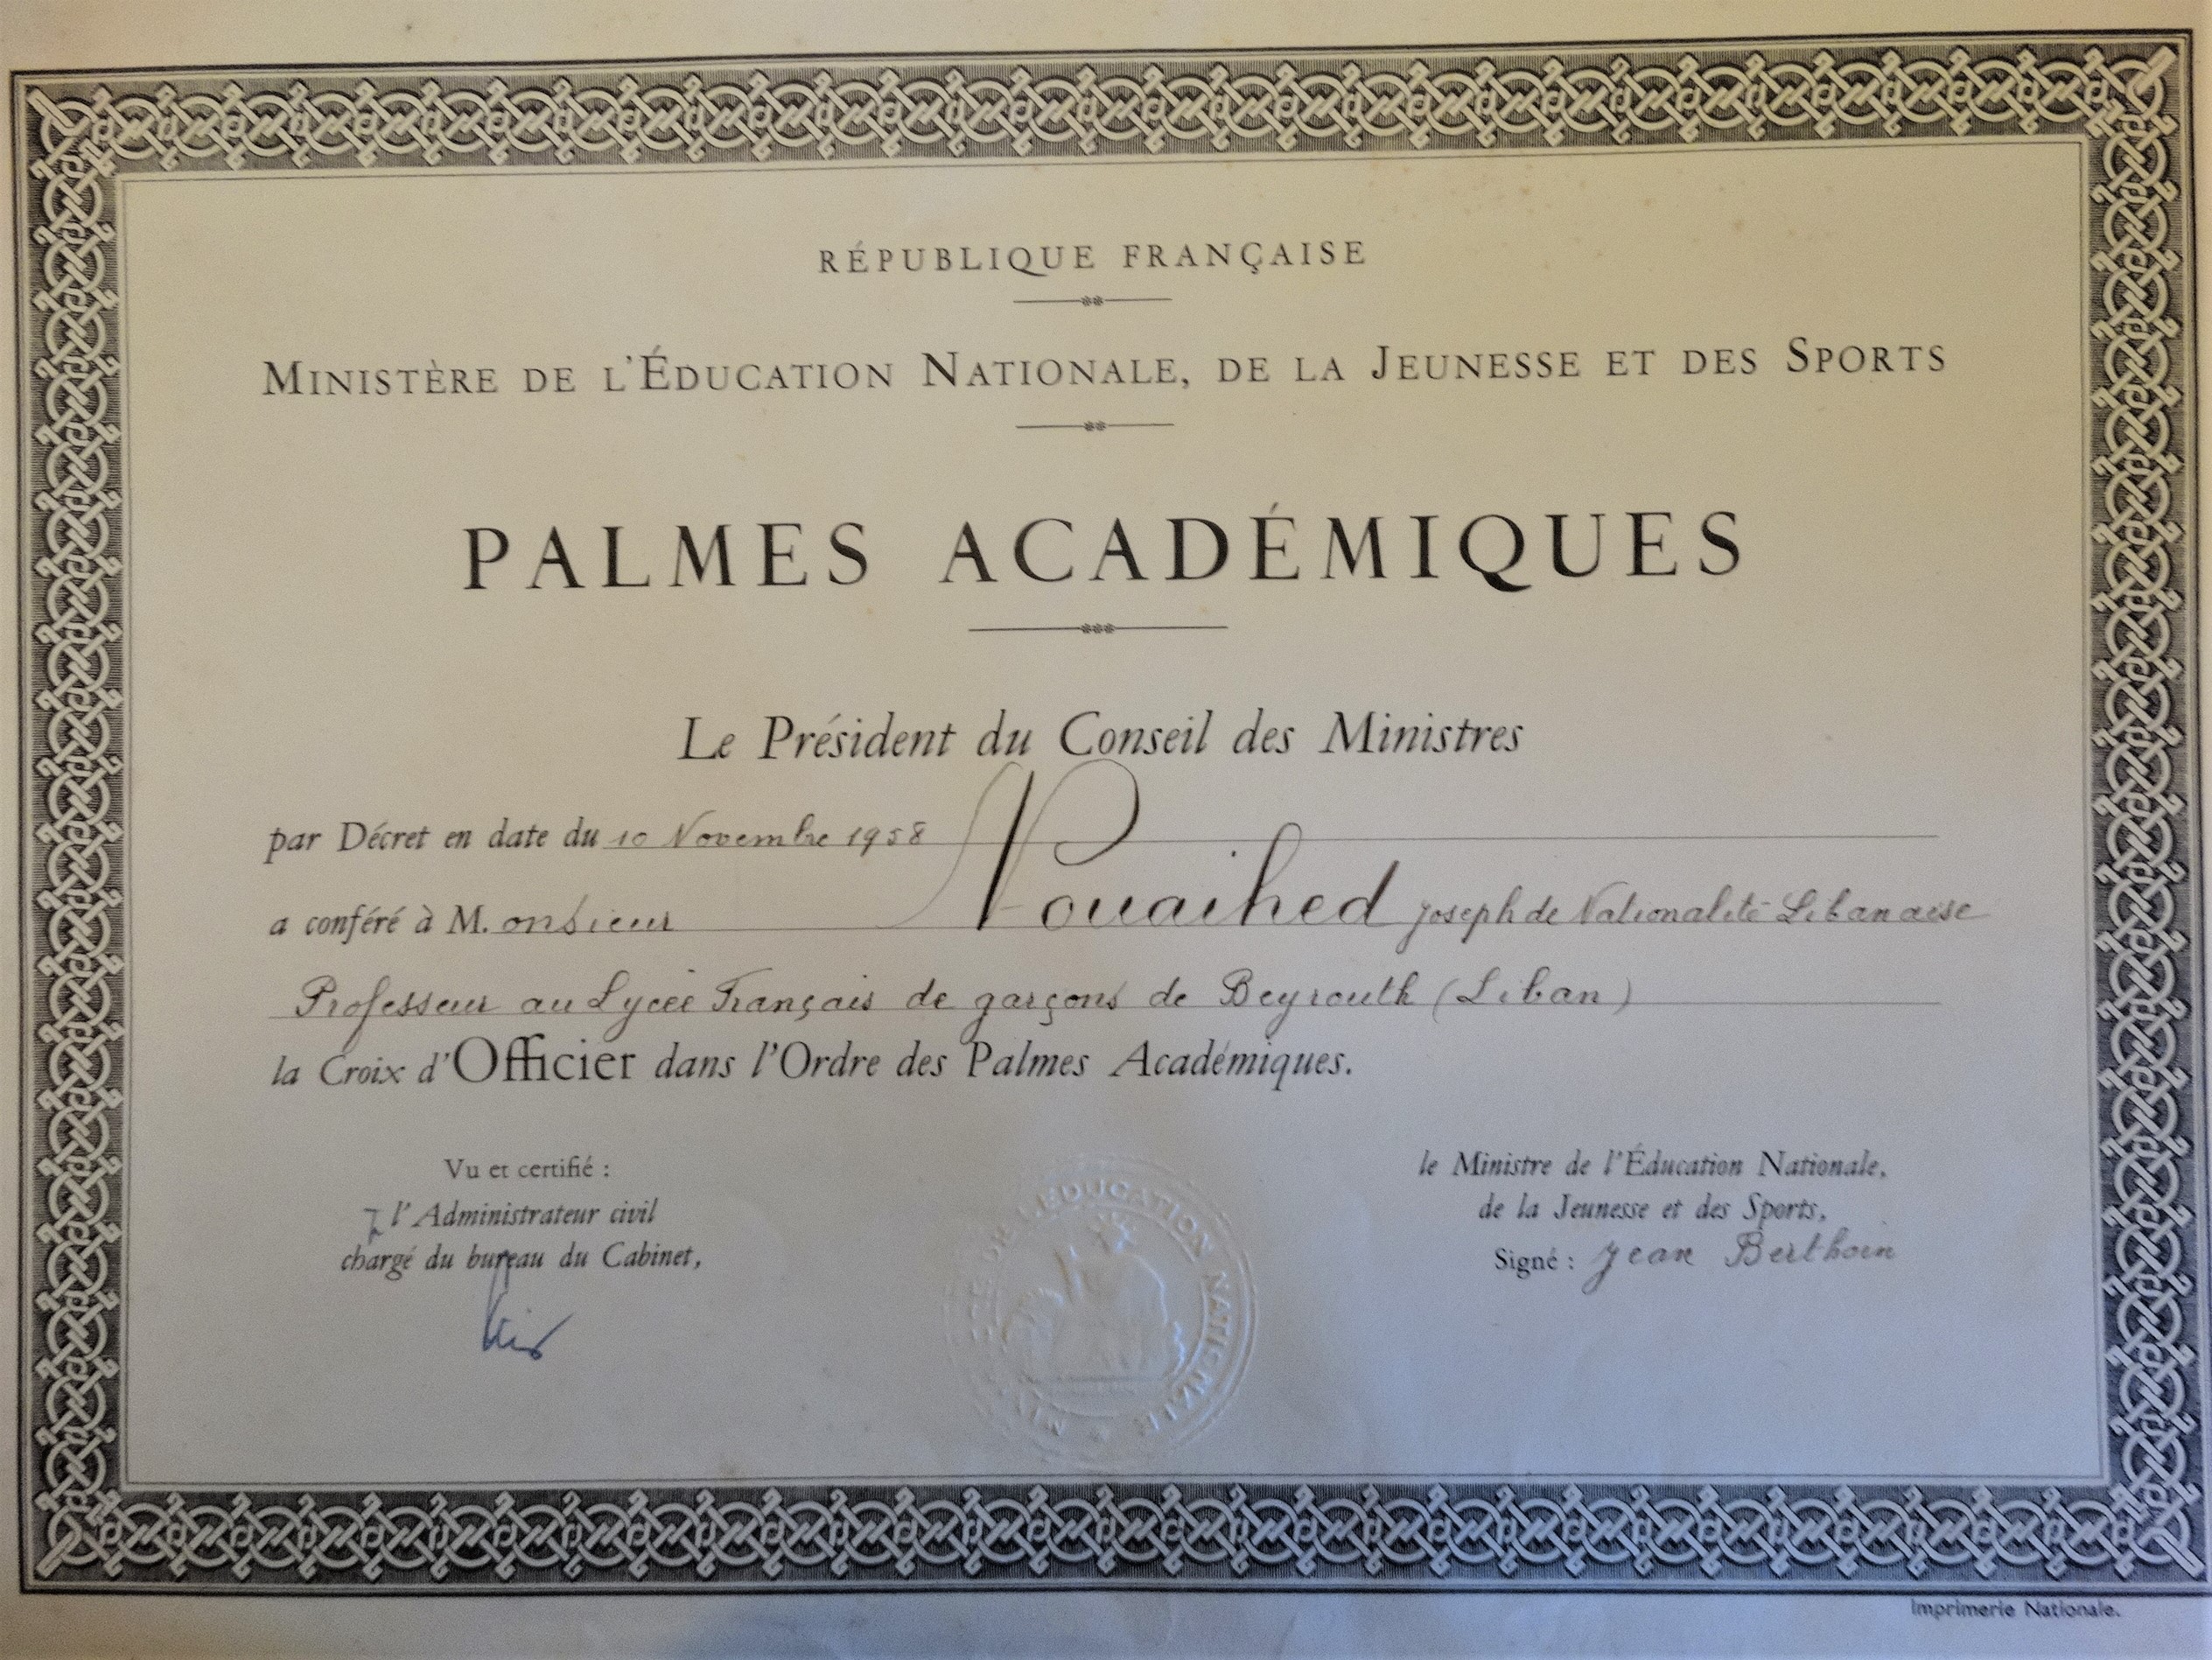 RÉPUBLIQUE FRANÇAISE
MINISTÈRE DE L'ÉDUCATION NATIONALE, DE LA JEUNESSE ET DES SPORTS
PALMES ACADÉMIQUES
Le Président du Conseil des Ministres
par Décret en date du 10 Novembre 1958
a conféré à M. onsieur Nouaihed Joseph de Nationalité Libanaise
Professeur au Lycée Français de garçons de Beyrouth (Liban)
la Croix d'Officier dans l'Ordre des Palmes Académiques.
Vu et certifié :
l'Administrateur civil
chargé du bureau du Cabinet,
DE L'ÉDUCATION NATIONALE
le Ministre de l'Éducation Nationale,
de la Jeunesse et des Sports,
Signé : Jean Berthoin
Imprimerie Nationale.